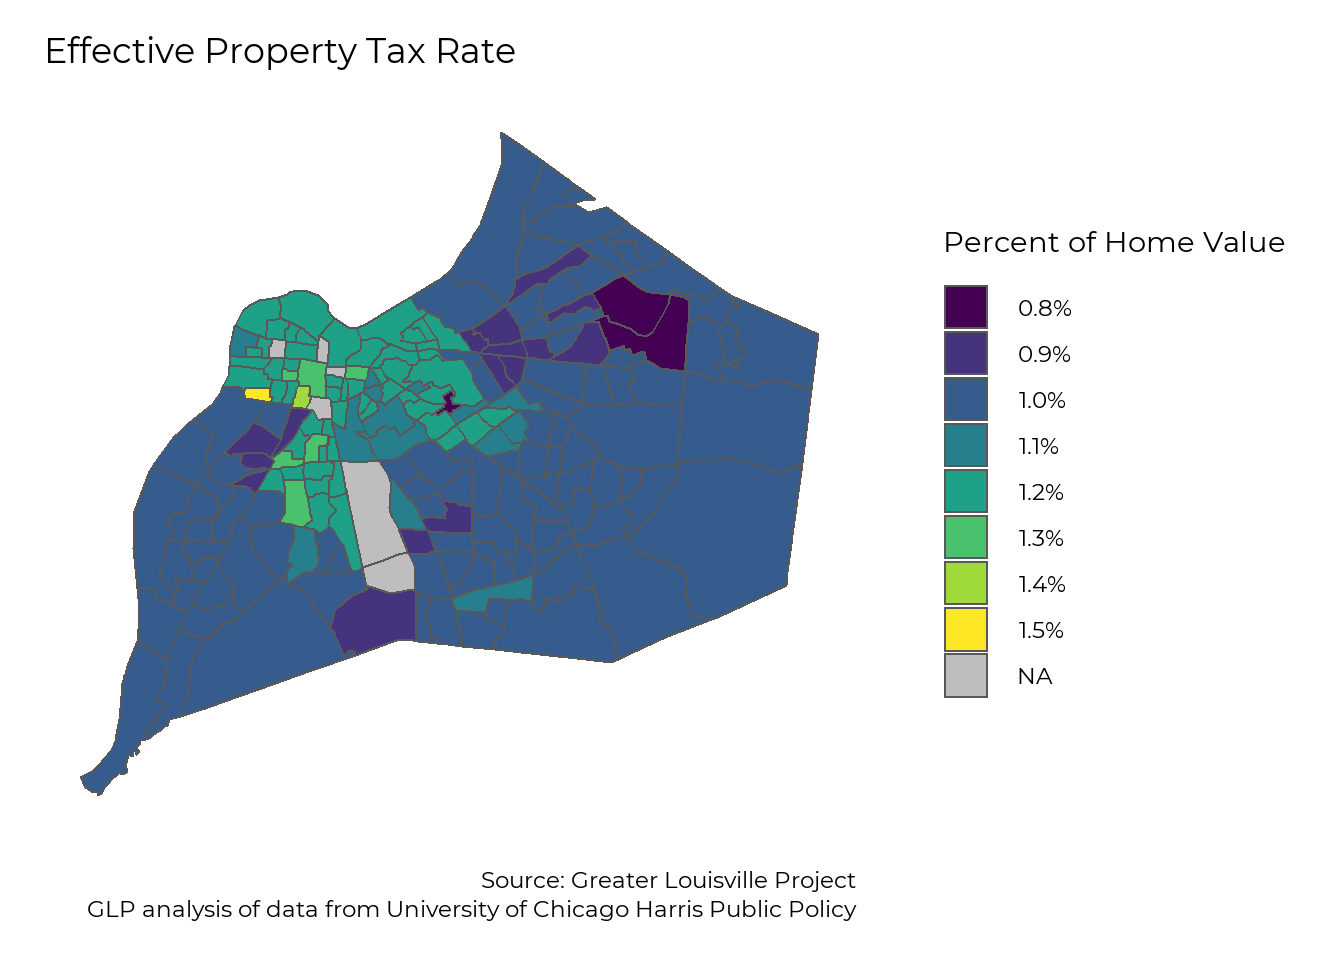 Effective Property Tax Rate
Percent of Home Value
0.8%
0.9%
1.0%
1.1%
1.2%
1.3%
1.4%
1.5%
NA
Source: Greater Louisville Project
GLP analysis of data from University of Chicago Harris Public Policy